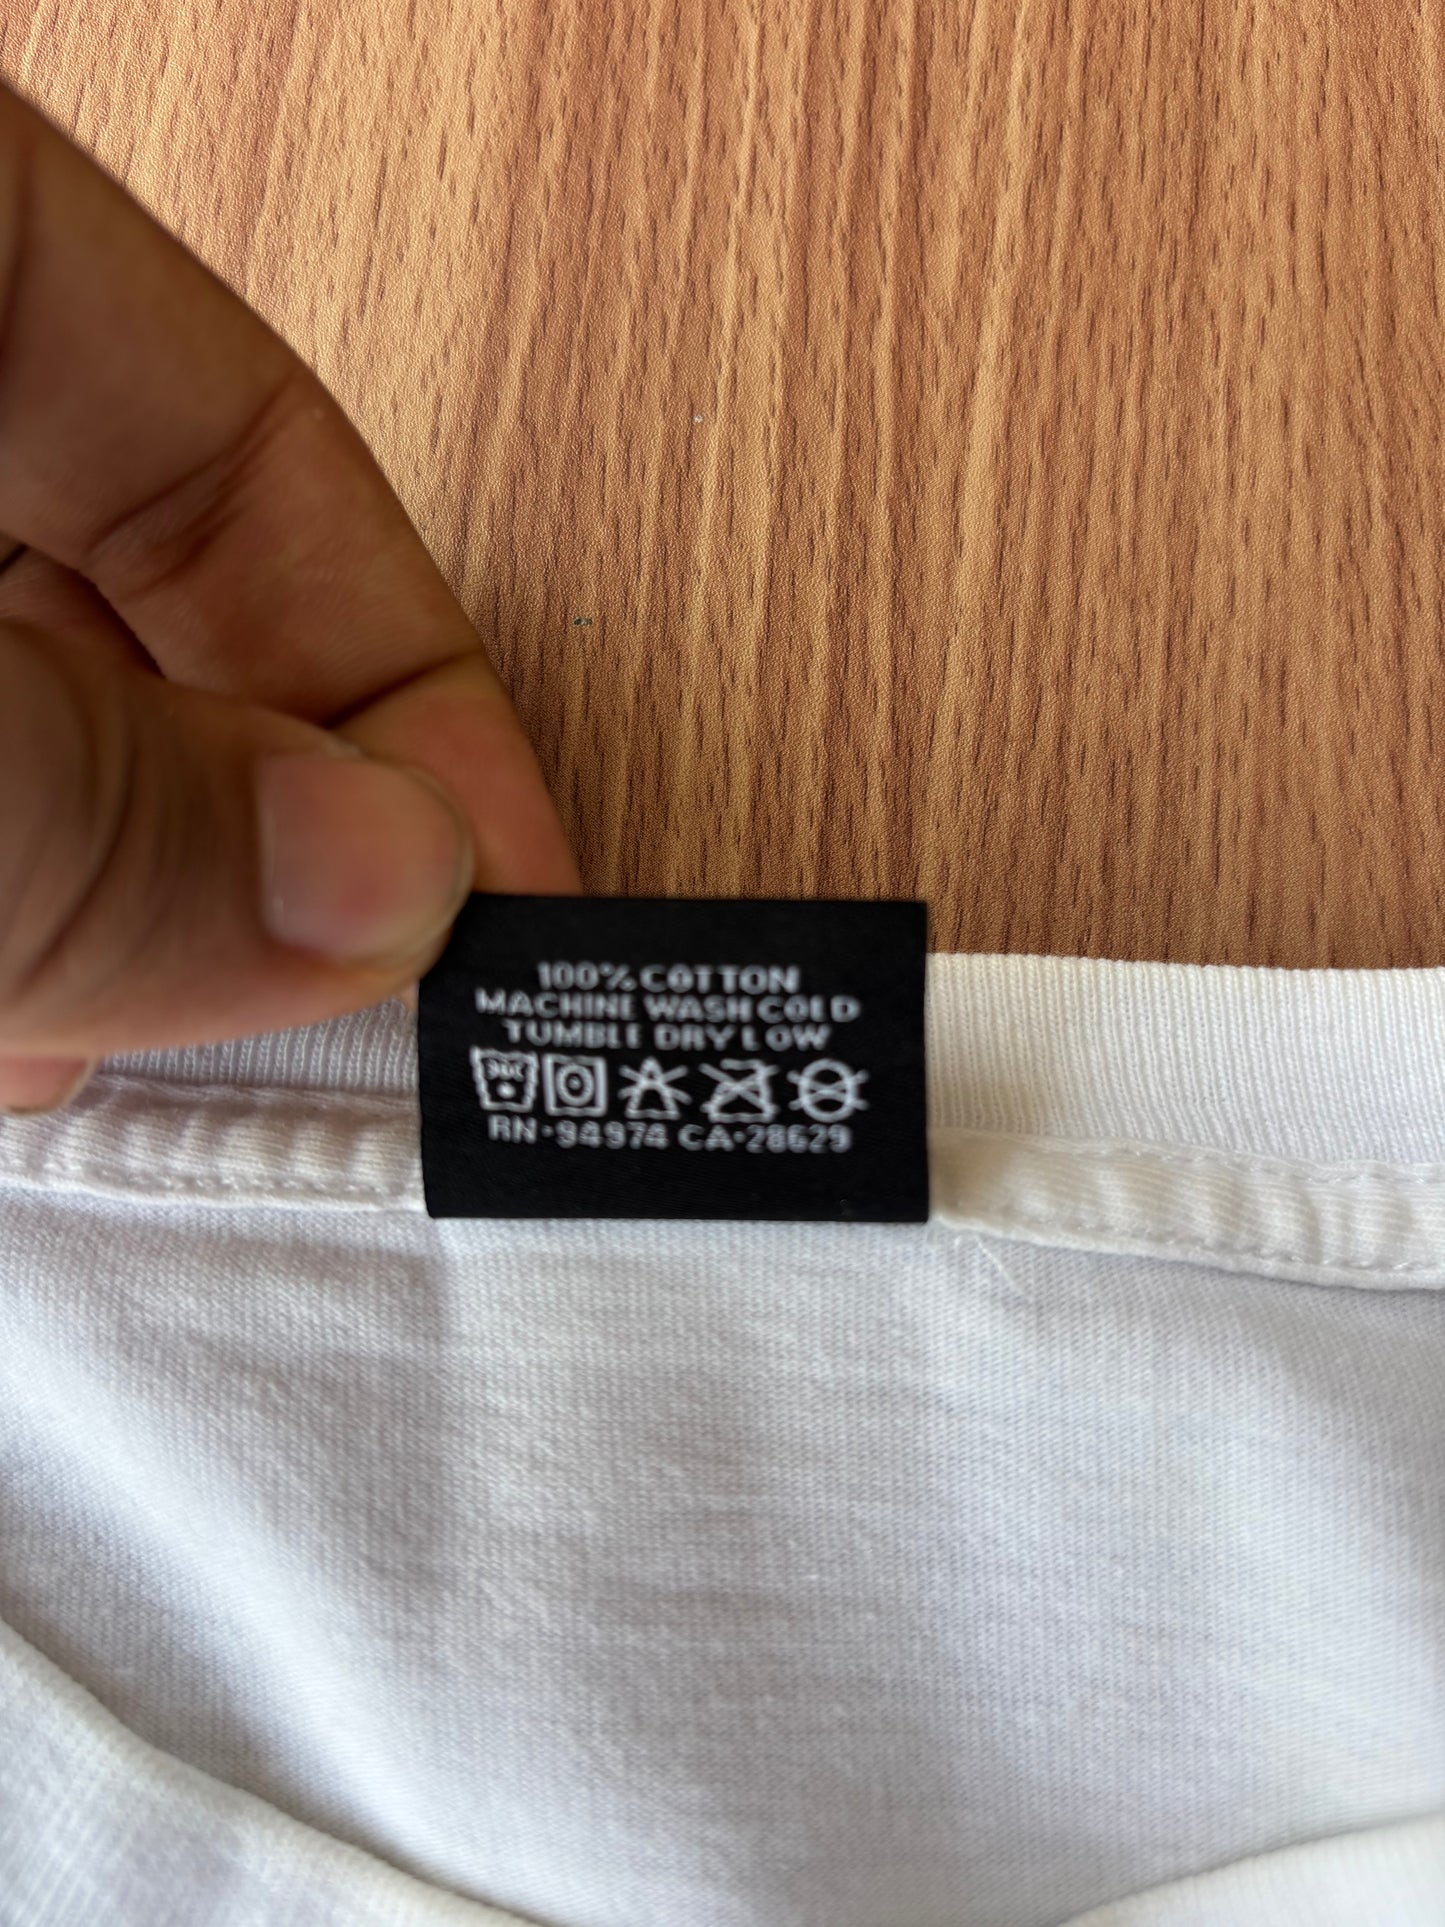 100% COTTON
MACHINE WASH COLD
TUMBLE DRY LOW
RN-94974 CA-28629